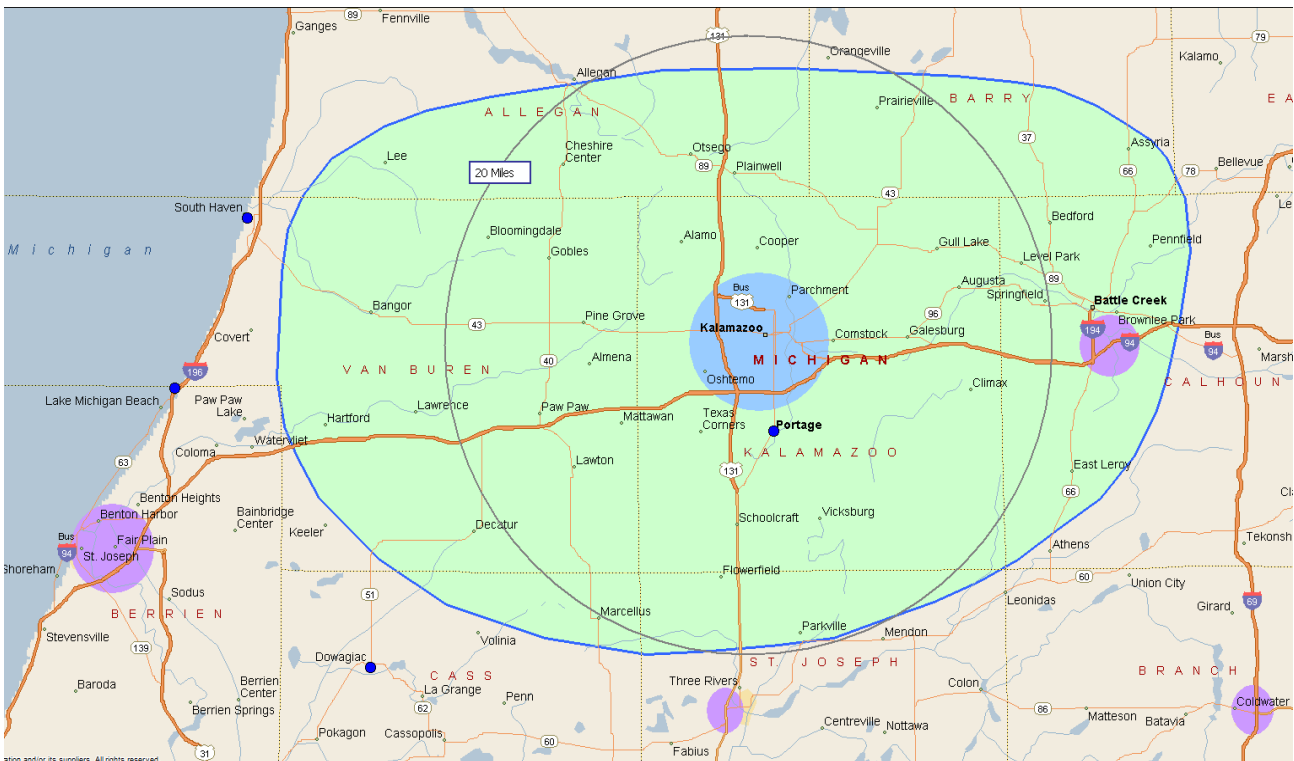 89
Fennville
Ganges
131
Orangeville
79
Kalamo
Allegan
ALLEGAN
Prairieville
BARRY
EA
37
Lee
Cheshire
Center
Otsego
89
Plainwell
Assyria
66
Bellevue
78
20 Miles
43
Le
South Haven
Michigan
Bloomingdale
Gobles
Alamo
Cooper
Gull Lake
Bedford
Level Park
Pennfield
89
Augusta
Springfield
Bus
131
Parchment
Battle Creek
Brownlee Park
Bangor
43
Pine Grove
Kalamazoo
Comstock
96
Galesburg
194
94
Bus
94
Covert
MICHIGAN
Marsh
196
VAN BUREN
40
Almena
Oshtemo
Climax
CALHOUN
Lake Michigan Beach
Paw Paw
Lake
Hartford
Lawrence
Paw Paw
Mattawan
Texas
Corners
Portage
Watervliet
Coloma
KALAMAZOO
63
Lawton
131
East Leroy
66
Benton Heights
Benton Harbor
Bainbridge
Center
Keeler
Decatur
Schoolcraft
Vicksburg
Cla
Bus
94
Fair Plain
St. Joseph
Athens
Tekonsh
Shoreham
Flowerfield
60
Union City
Sodus
51
Leonidas
Girard
69
BERRIEN
Marcellus
Stevensville
139
Volinia
Parkville
Mendon
Dowagiac
CASS
ST. JOSEPH
BRANCH
Baroda
Berrien
Center
Berrien Springs
La Grange
62
Penn
Three Rivers
Colon
86
Matteson
Batavia
Coldwater
31
Pokagon
Cassopolis
60
Fabius
Centreville
Nottawa
ation and/or its suppliers. All rights reserved.